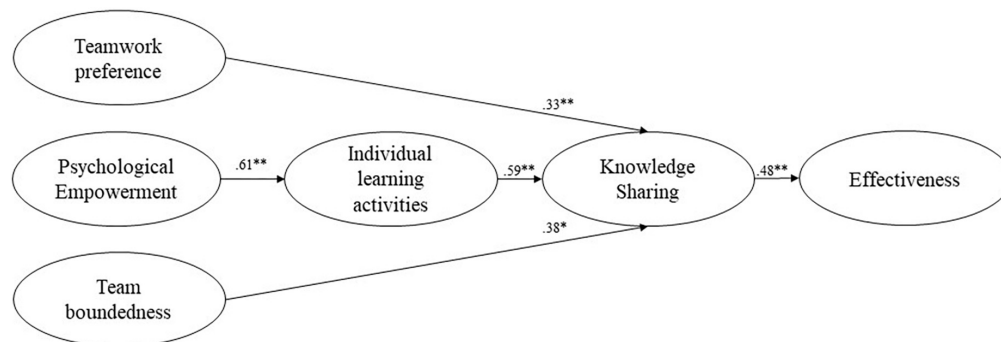 Teamwork
preference
.33**
Psychological
Empowerment
.61**
Individual
learning
activities
.59**
Knowledge
Sharing
.48**
Effectiveness
.38*
Team
boundedness